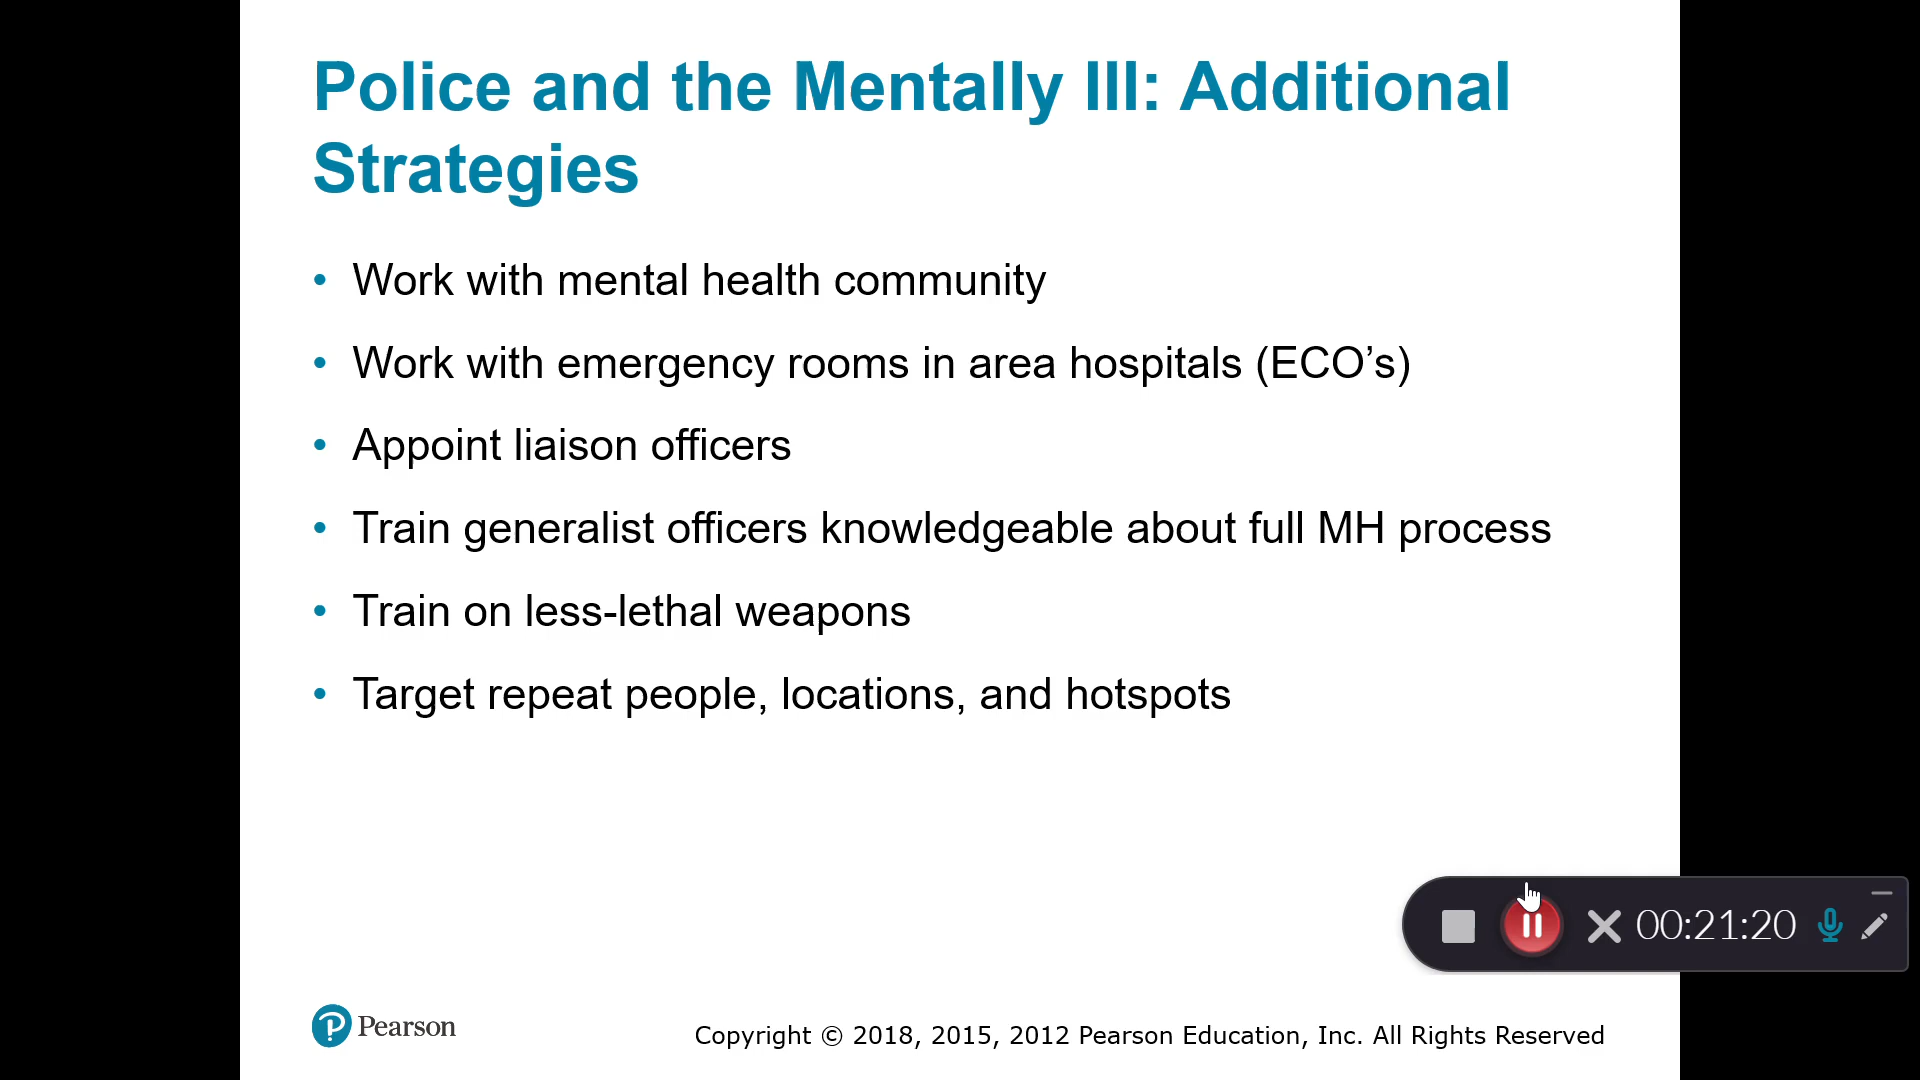 Police and the Mentally Ill: Additional
Strategies
• Work with mental health community
• Work with emergency rooms in area hospitals (ECO’s)
• Appoint liaison officers
• Train generalist officers knowledgeable about full MH process
• Train on less-lethal weapons
• Target repeat people, locations, and hotspots
00:21:20
Pearson
Copyright © 2018, 2015, 2012 Pearson Education, Inc. All Rights Reserved